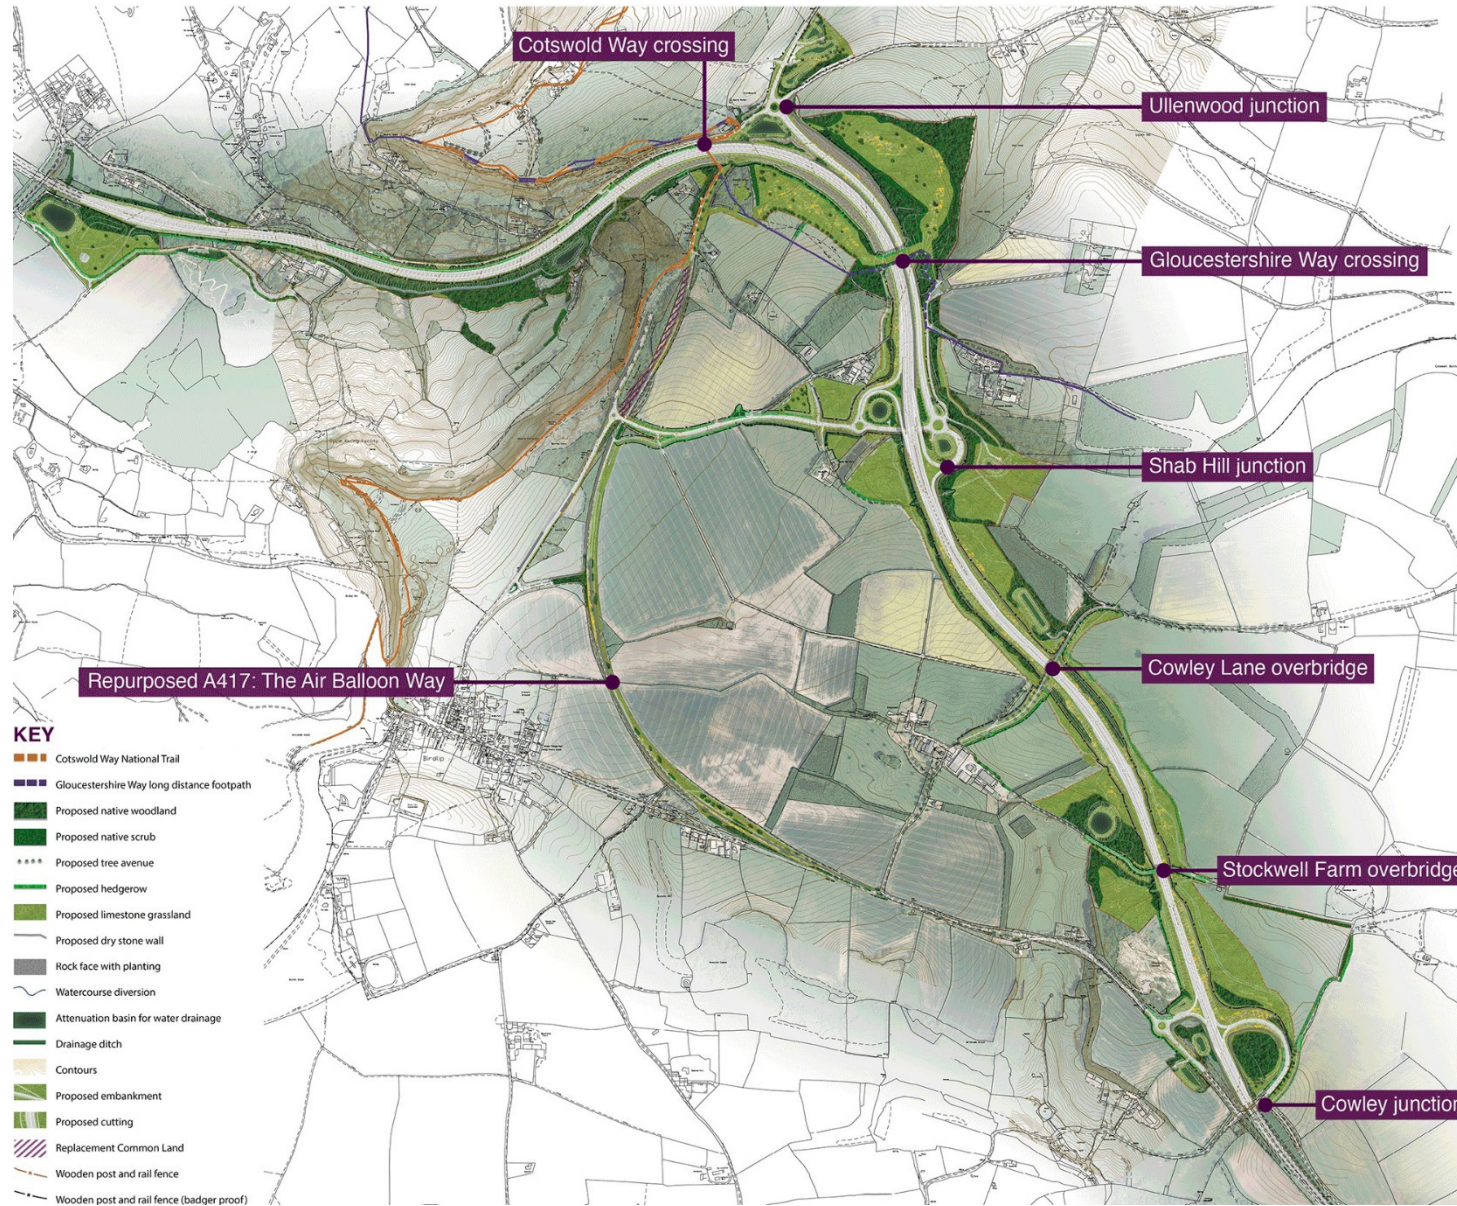 Cotswold Way crossing
Ullenwood junction
Gloucestershire Way crossing
Shab Hill junction
Cowley Lane overbridge
Repurposed A417: The Air Balloon Way
Birdlip
Stockwell Farm overbridge
Cowley junction
KEY
Cotswold Way National Trail
Gloucestershire Way long distance footpath
Proposed native woodland
Proposed native scrub
Proposed tree avenue
Proposed hedgerow
Proposed limestone grassland
Proposed dry stone wall
Rock face with planting
Watercourse diversion
Attenuation basin for water drainage
Drainage ditch
Contours
Proposed embankment
Proposed cutting
Replacement Common Land
Wooden post and rail fence
Wooden post and rail fence (badger proof)